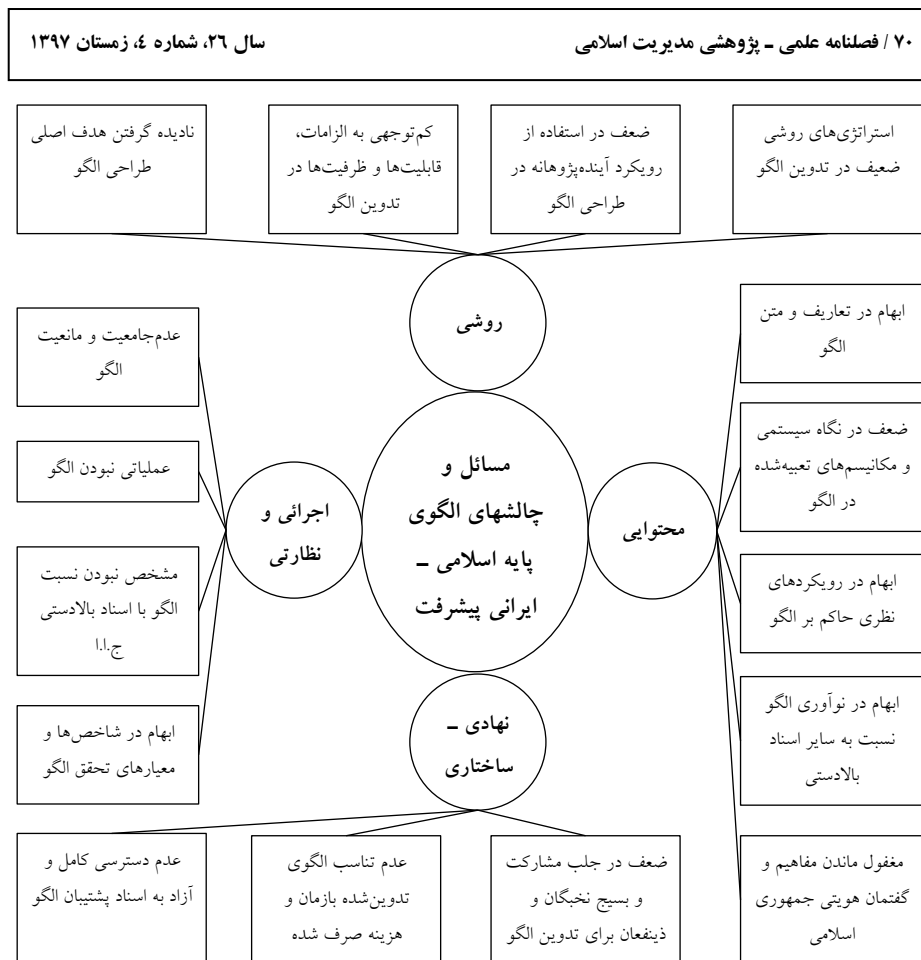 ۷۰ / فصلنامه علمی ـ پژوهشی مدیریت اسلامی
سال ۲۶، شماره ٤، زمستان ۱۳۹۷
استراتژی‌های روشی
ضعیف در تدوین الگو
ضعف در استفاده از
رویکرد آینده‌پژوهانه در
طراحی الگو
کم‌توجهی به الزامات،
قابلیت‌ها و ظرفیت‌ها در
تدوین الگو
نادیده گرفتن هدف اصلی
طراحی الگو
روشی
ابهام در تعاریف و متن
الگو
ضعف در نگاه سیستمی
و مکانیسم‌های تعبیه‌شده
در الگو
ابهام در رویکردهای
نظری حاکم بر الگو
ابهام در نوآوری الگو
نسبت به سایر اسناد
بالادستی
مغفول ماندن مفاهیم و
گفتمان هویتی جمهوری
اسلامی
محتوایی
مسائل و
چالشهای الگوی
پایه اسلامی ـ
ایرانی پیشرفت
اجرائی و
نظارتی
عدم‌جامعیت و مانعیت
الگو
عملیاتی نبودن الگو
مشخص نبودن نسبت
الگو با اسناد بالادستی
ج.ا.ا
ابهام در شاخص‌ها و
معیارهای تحقق الگو
نهادی ـ
ساختاری
ضعف در جلب مشارکت
و بسیج نخبگان و
ذینفعان برای تدوین الگو
عدم تناسب الگوی
تدوین‌شده بازمان و
هزینه صرف شده
عدم دسترسی کامل و
آزاد به اسناد پشتیبان الگو